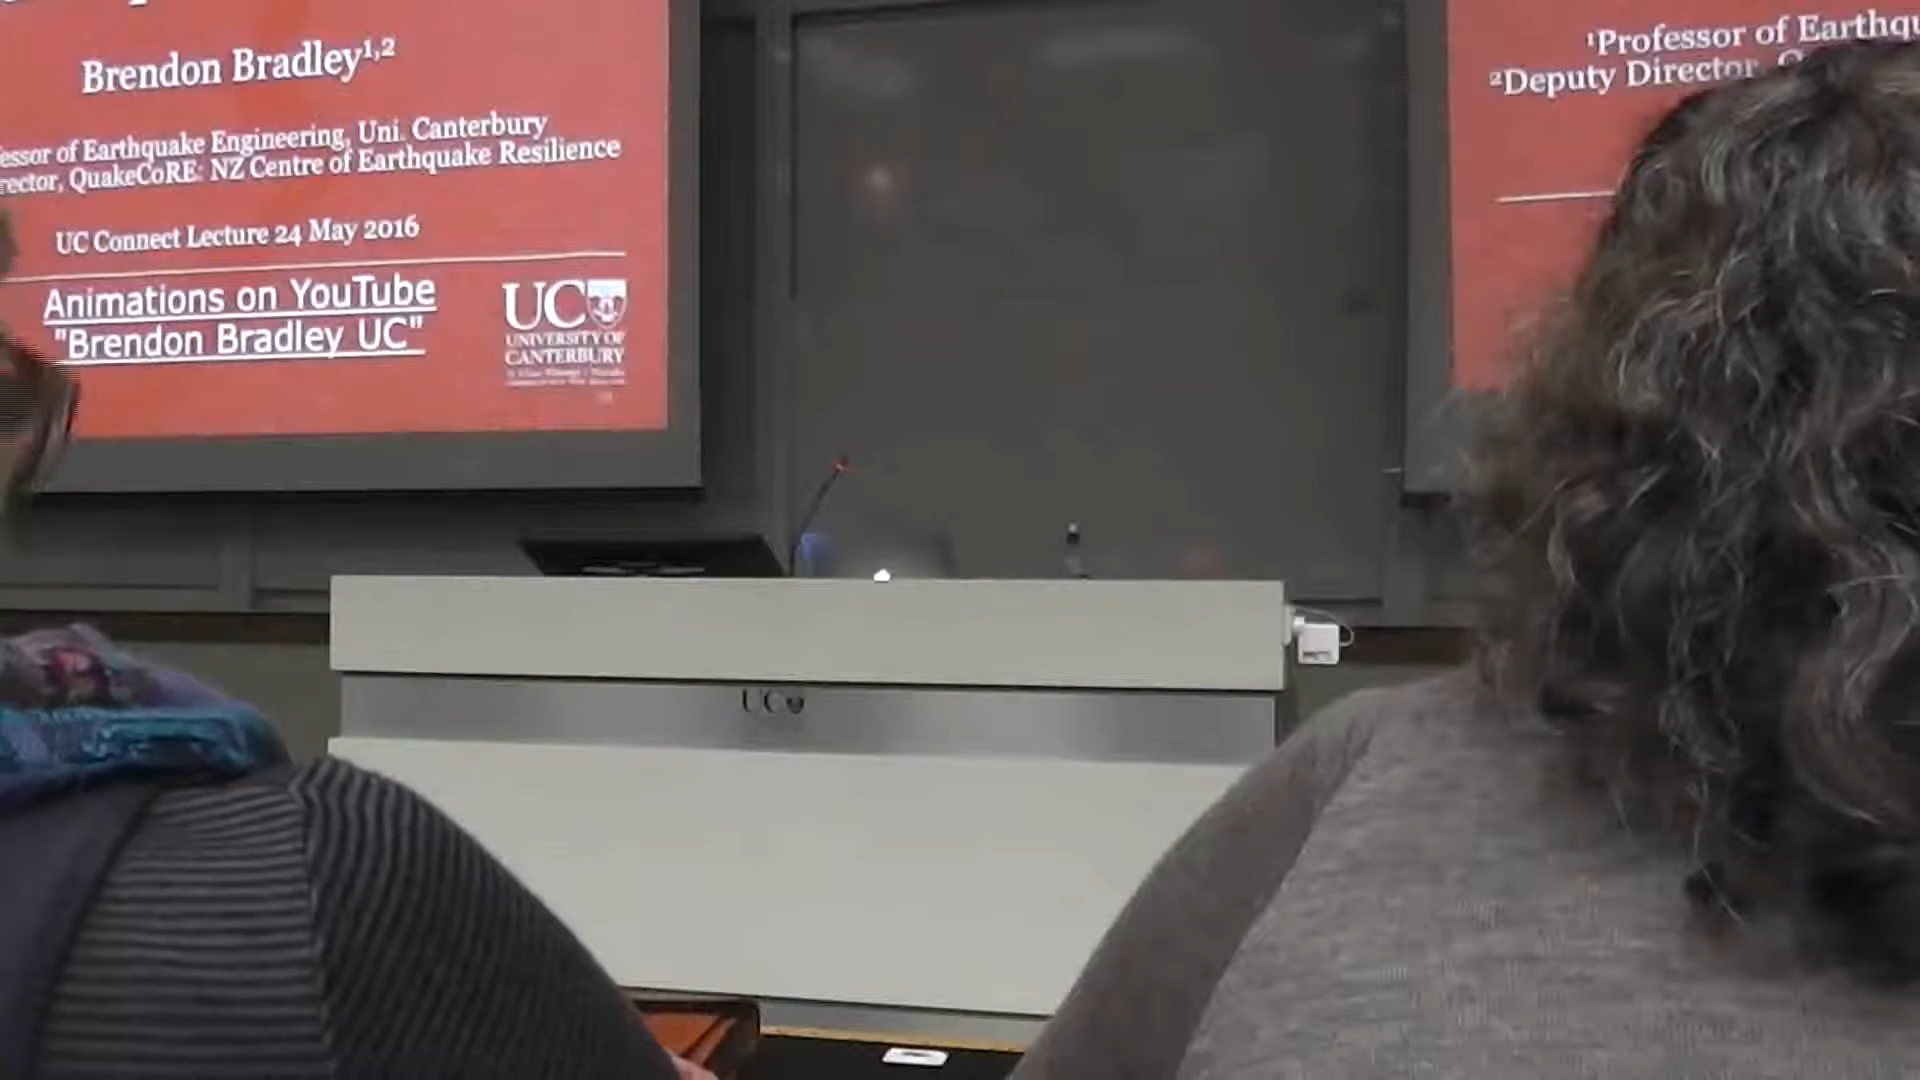 Brendon Bradley¹,²
essor of Earthquake Engineering, Uni. Canterbury
rector, QuakeCoRE: NZ Centre of Earthquake Resilience
UC Connect Lecture 24 May 2016
Animations on YouTube
"Brendon Bradley UC"
UC
UNIVERSITY OF
CANTERBURY
¹Professor of Earthqu
²Deputy Director,
UC